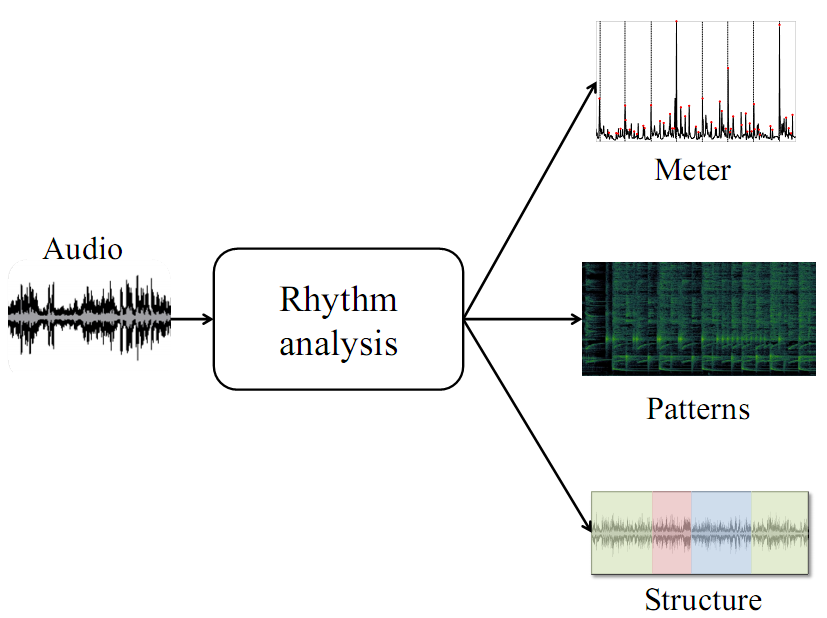 Audio
Rhythm
analysis
Meter
Patterns
Structure